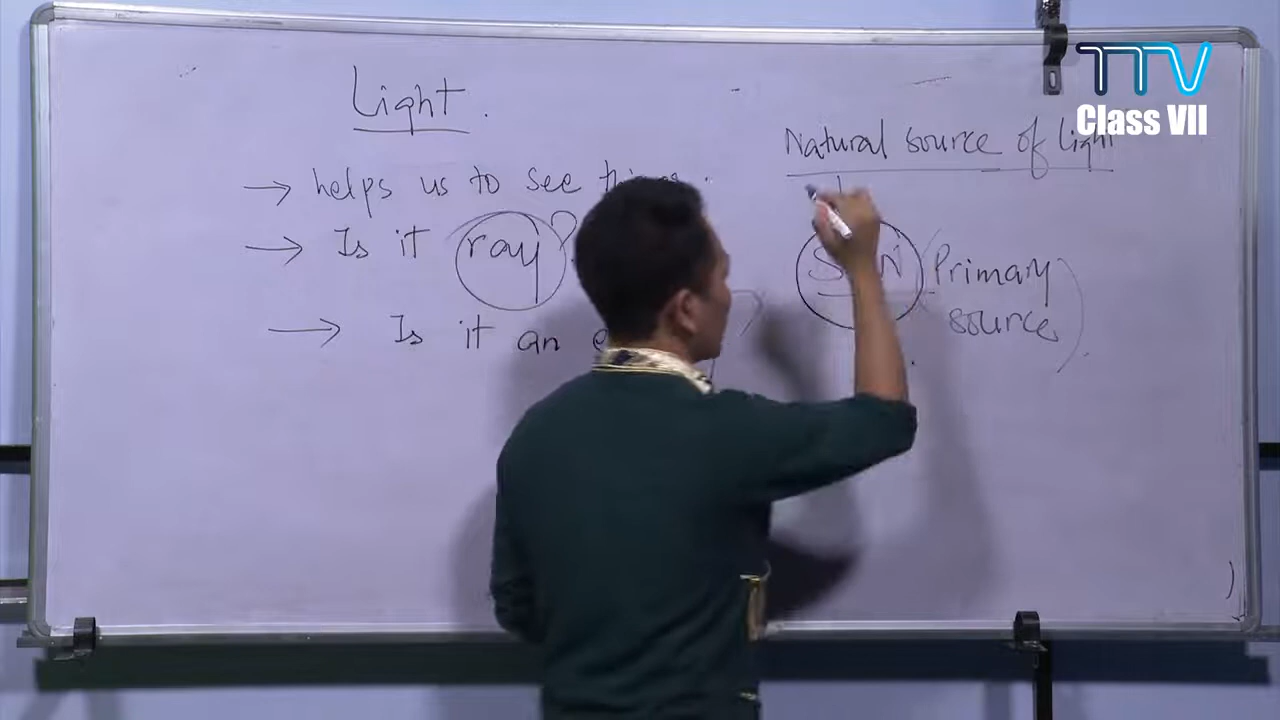 TTV
Class VII
Light.
→ helps us to see
→ Is it ray?
→ Is it an
Natural source of light
(Primary
source)